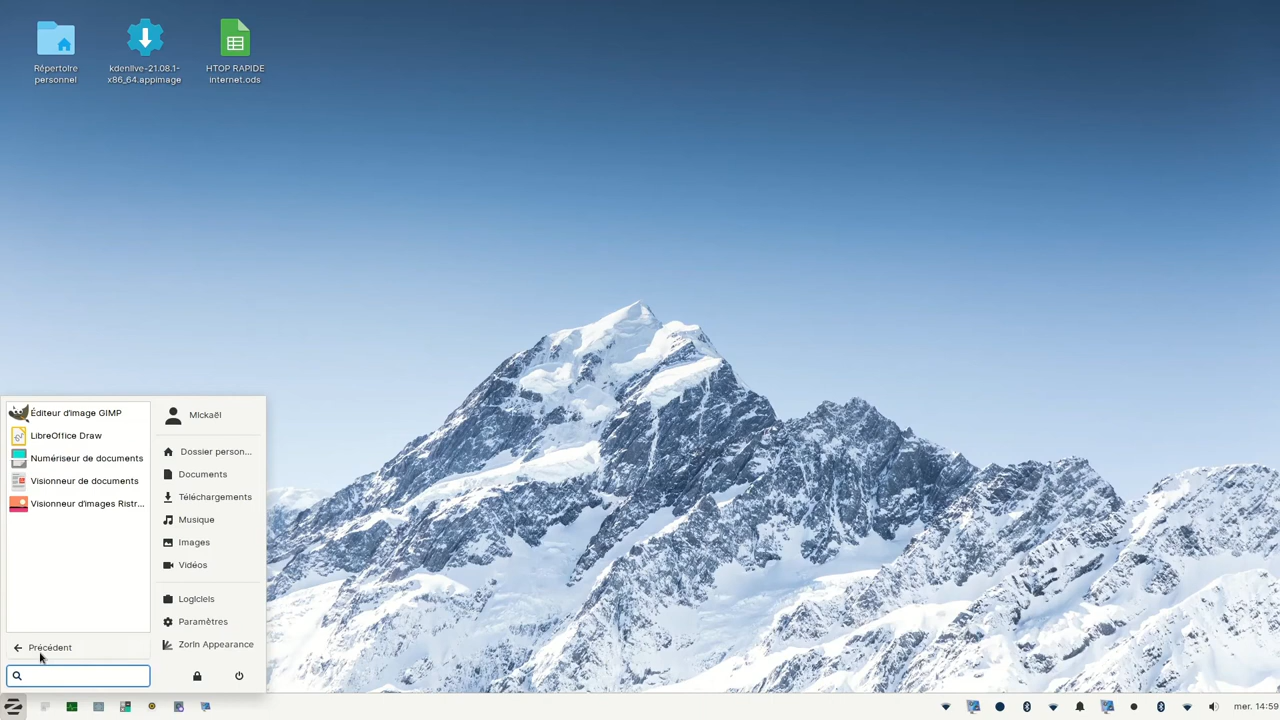 Répertoire
personnel
kdenlive-21.08.1-
x86_64.appimage
HTOP RAPIDE
internet.ods
Éditeur d'image GIMP
LibreOffice Draw
Numériseur de documents
Visionneur de documents
Visionneur d'images Ristr...
Précédent
Mickaël
Dossier person...
Documents
Téléchargements
Musique
Images
Vidéos
Logiciels
Paramètres
Zorin Appearance
mer. 14:59